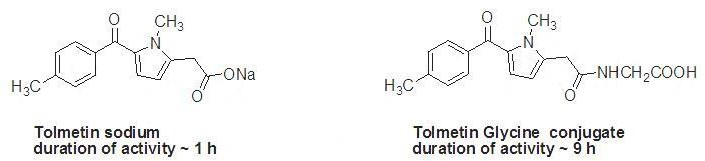 O
CH3
N
ONa
O
H3C
Tolmetin sodium
duration of activity ~ 1 h
O
CH3
N
NHCH2COOH
O
H3C
Tolmetin Glycine conjugate
duration of activity ~ 9 h